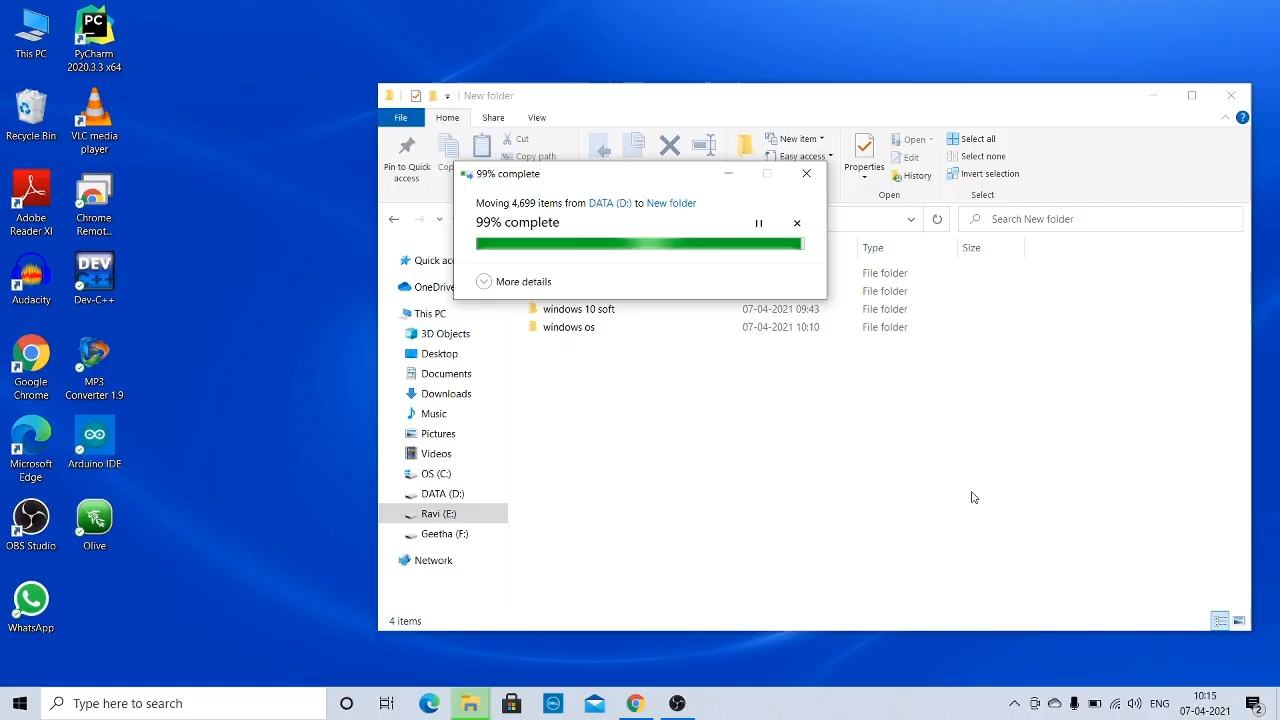 This PC
PC
PyCharm
2020.3.3 x64
Recycle Bin
VLC media
player
Adobe
Reader XI
Chrome
Remot...
Audacity
DEV
C++
Dev-C++
Google
Chrome
MP3
Converter 1.9
Microsoft
Edge
Arduino IDE
OBS Studio
Olive
WhatsApp
New folder
File
Home
Share
View
Pin to Quick
access
Cut
Copy path
New item
Easy access
Properties
Open
Edit
History
Open
Select all
Select none
Invert selection
Select
99% complete
Moving 4,699 items from DATA (D:) to New folder
99% complete
More details
Search New folder
Type
Size
File folder
File folder
windows 10 soft 07-04-2021 09:43 File folder
windows os 07-04-2021 10:10 File folder
This PC
3D Objects
Desktop
Documents
Downloads
Music
Pictures
Videos
OS (C:)
DATA (D:)
Ravi (E:)
Geetha (F:)
Network
4 items
Type here to search
DELL
ENG
10:15
07-04-2021
2